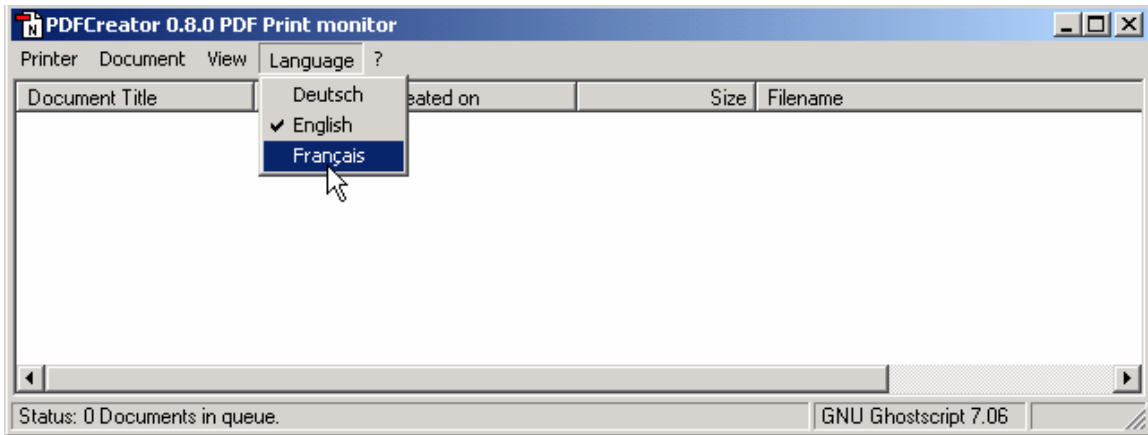 PDFCreator 0.8.0 PDF Print monitor
Printer Document View Language ?
Document Title eated on Size Filename
Deutsch
English
Français
Status: 0 Documents in queue. GNU Ghostscript 7.06